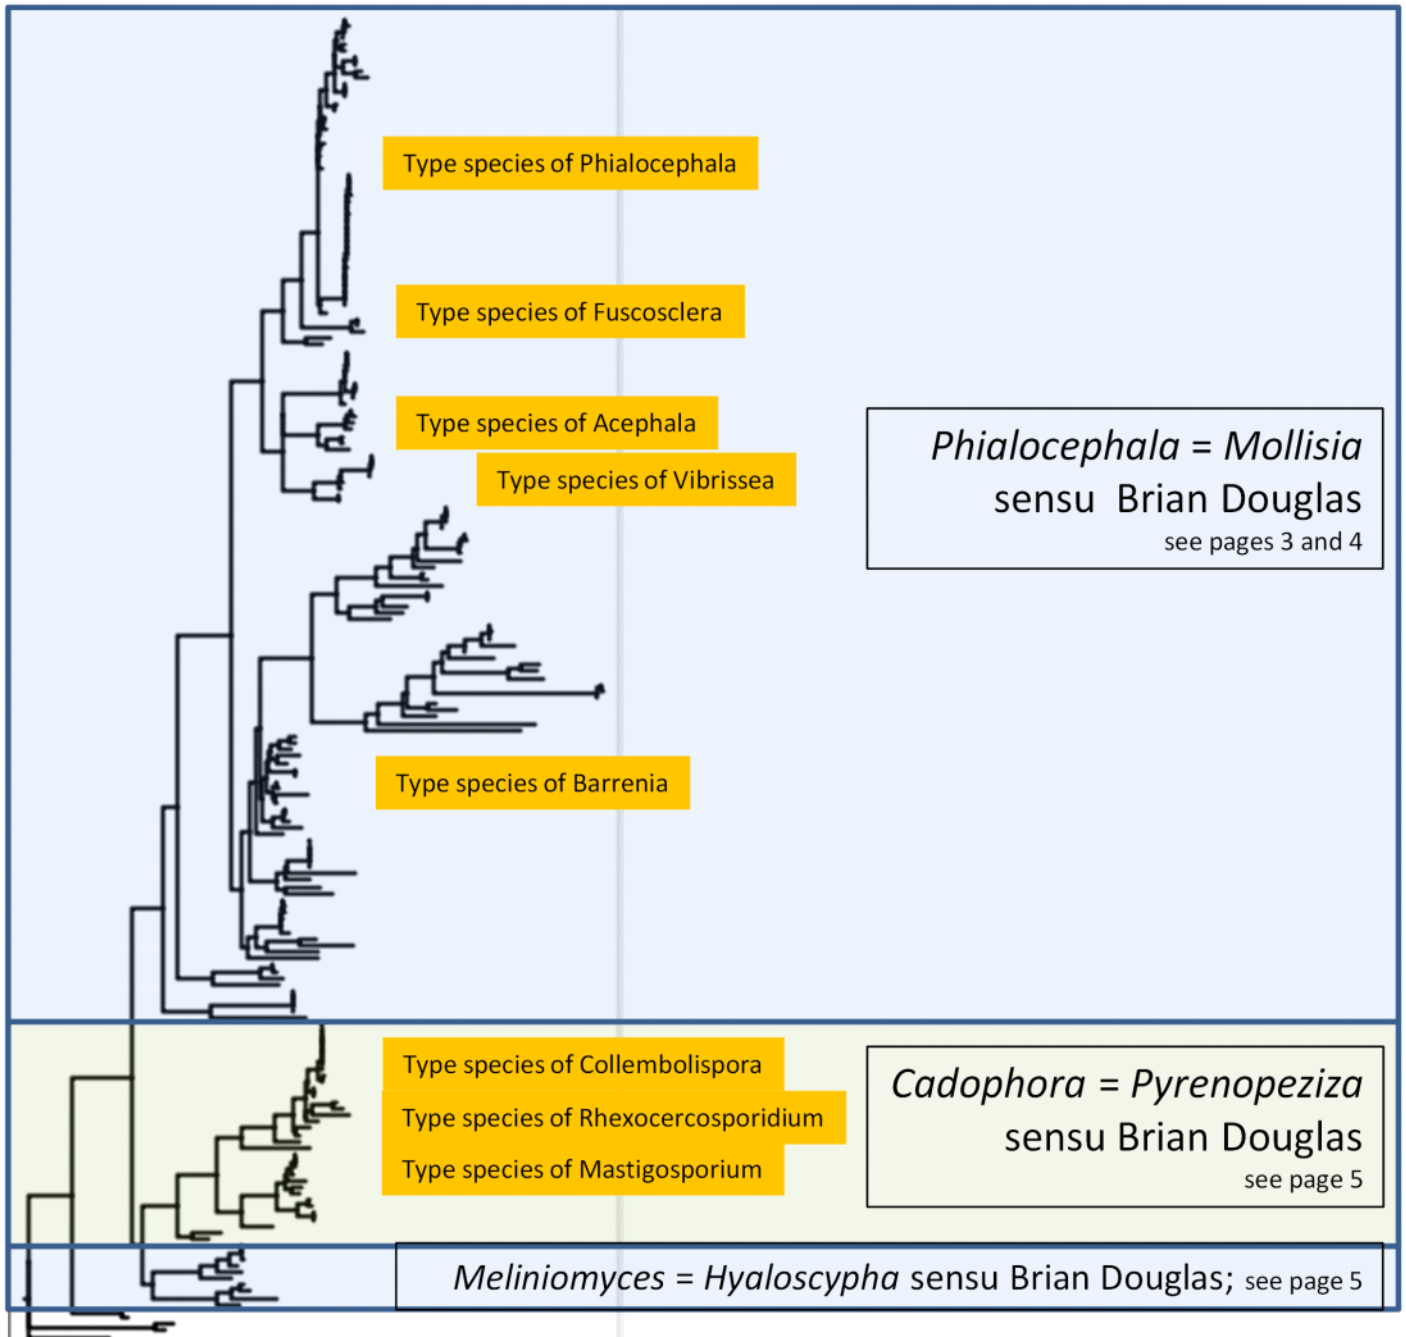 Type species of Phialocephala
Type species of Fuscosclera
Type species of Acephala
Type species of Vibrissea
Phialocephala = Mollisia
sensu Brian Douglas
see pages 3 and 4
Type species of Barrenia
Type species of Collembolispora
Type species of Rhexocercosporidium
Type species of Mastigosporium
Cadophora = Pyrenopeziza
sensu Brian Douglas
see page 5
Meliniomyces = Hyaloscypha sensu Brian Douglas; see page 5